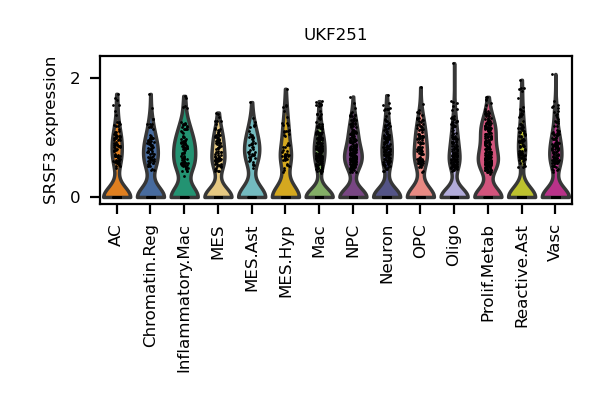 UKF251
SRSF3 expression
2
0
AC
Chromatin.Reg
Inflammatory.Mac
MES
MES.Ast
MES.Hyp
Mac
NPC
Neuron
OPC
Oligo
Prolif.Metab
Reactive.Ast
Vasc